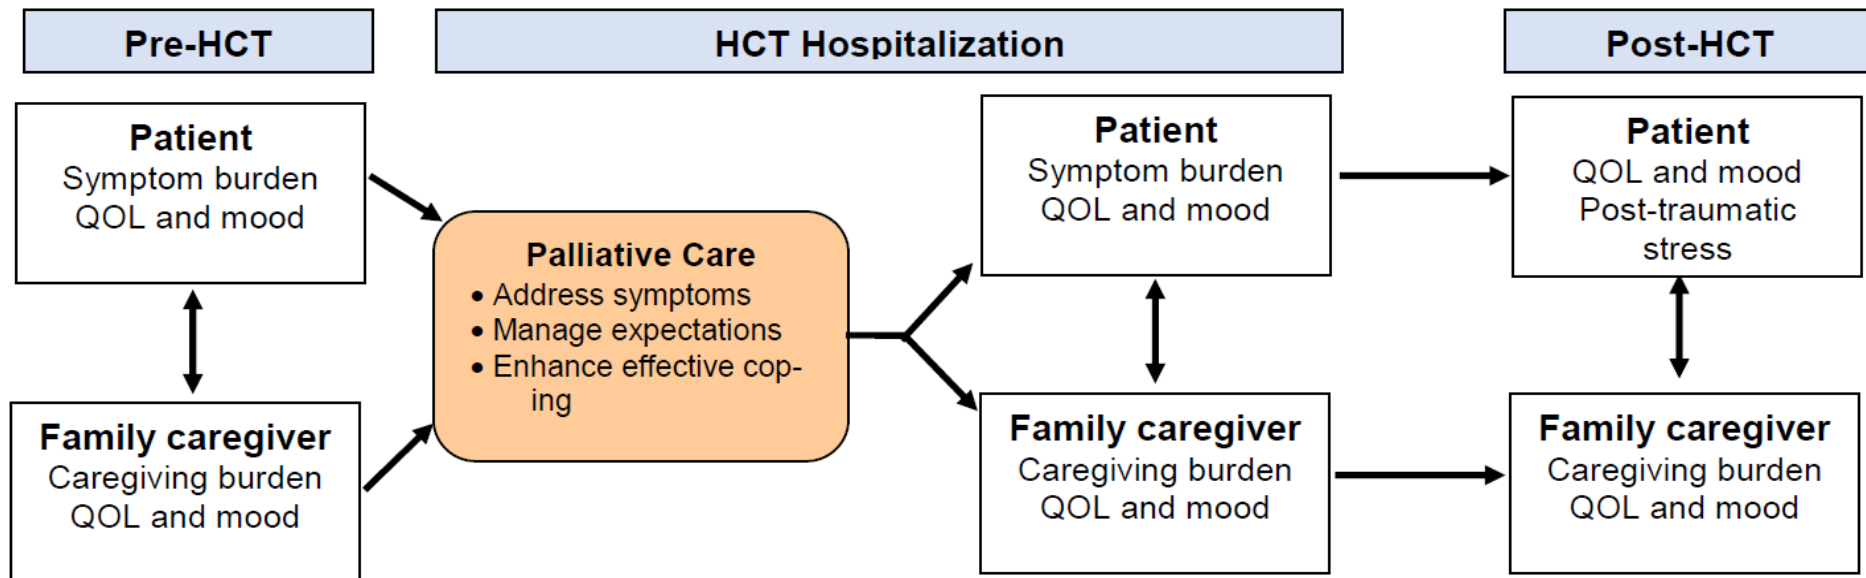 Pre-HCT
HCT Hospitalization
Post-HCT
Patient
Symptom burden
QOL and mood
Family caregiver
Caregiving burden
QOL and mood
Palliative Care
• Address symptoms
• Manage expectations
• Enhance effective cop-
ing
Patient
Symptom burden
QOL and mood
Family caregiver
Caregiving burden
QOL and mood
Patient
QOL and mood
Post-traumatic
stress
Family caregiver
Caregiving burden
QOL and mood